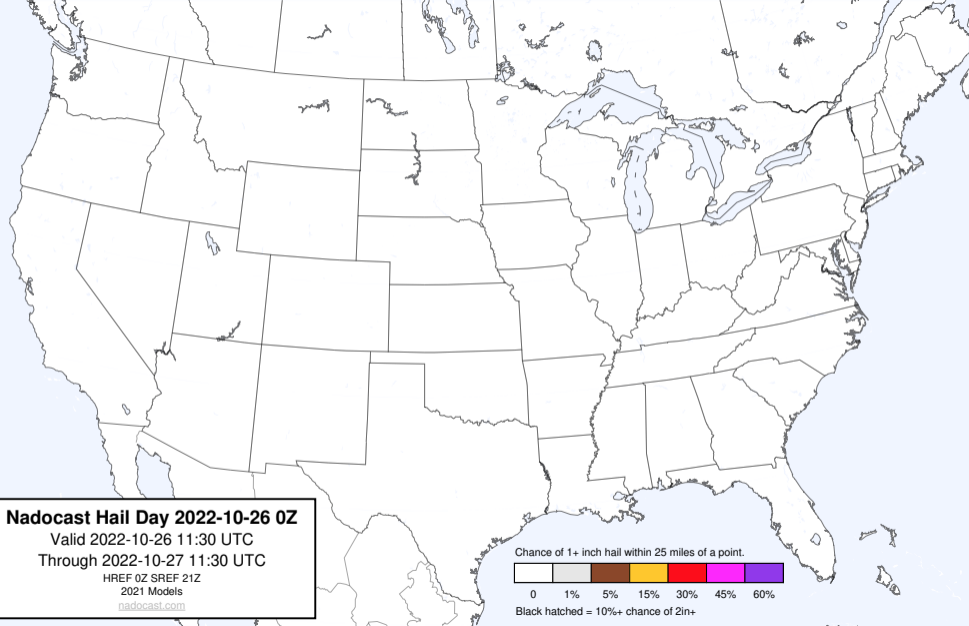 Nadocast Hail Day 2022-10-26 0Z
Valid 2022-10-26 11:30 UTC
Through 2022-10-27 11:30 UTC
HREF 0Z SREF 21Z
2021 Models
nadocast.com
Chance of 1+ inch hail within 25 miles of a point.
0 1% 5% 15% 30% 45% 60%
Black hatched = 10%+ chance of 2in+